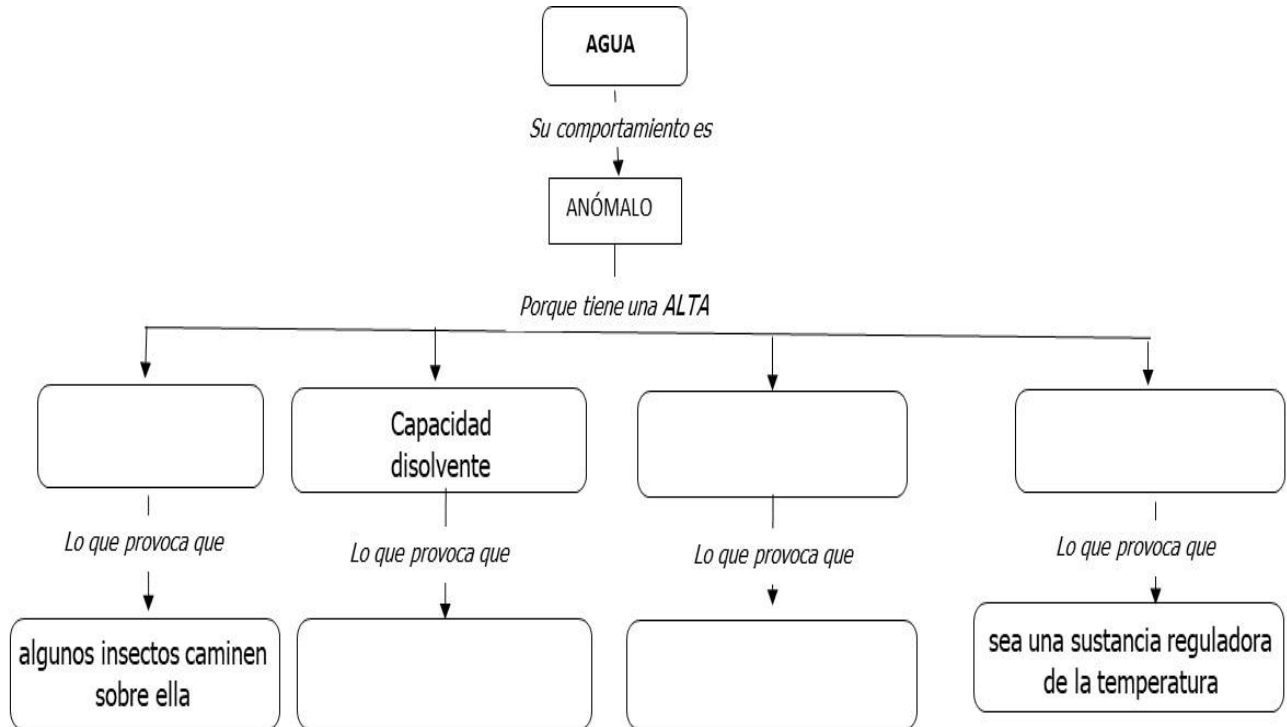 AGUA
Su comportamiento es
ANÓMALO
Porque tiene una ALTA
Capacidad
disolvente
Lo que provoca que
Lo que provoca que
Lo que provoca que
Lo que provoca que
algunos insectos caminen
sobre ella
sea una sustancia reguladora
de la temperatura